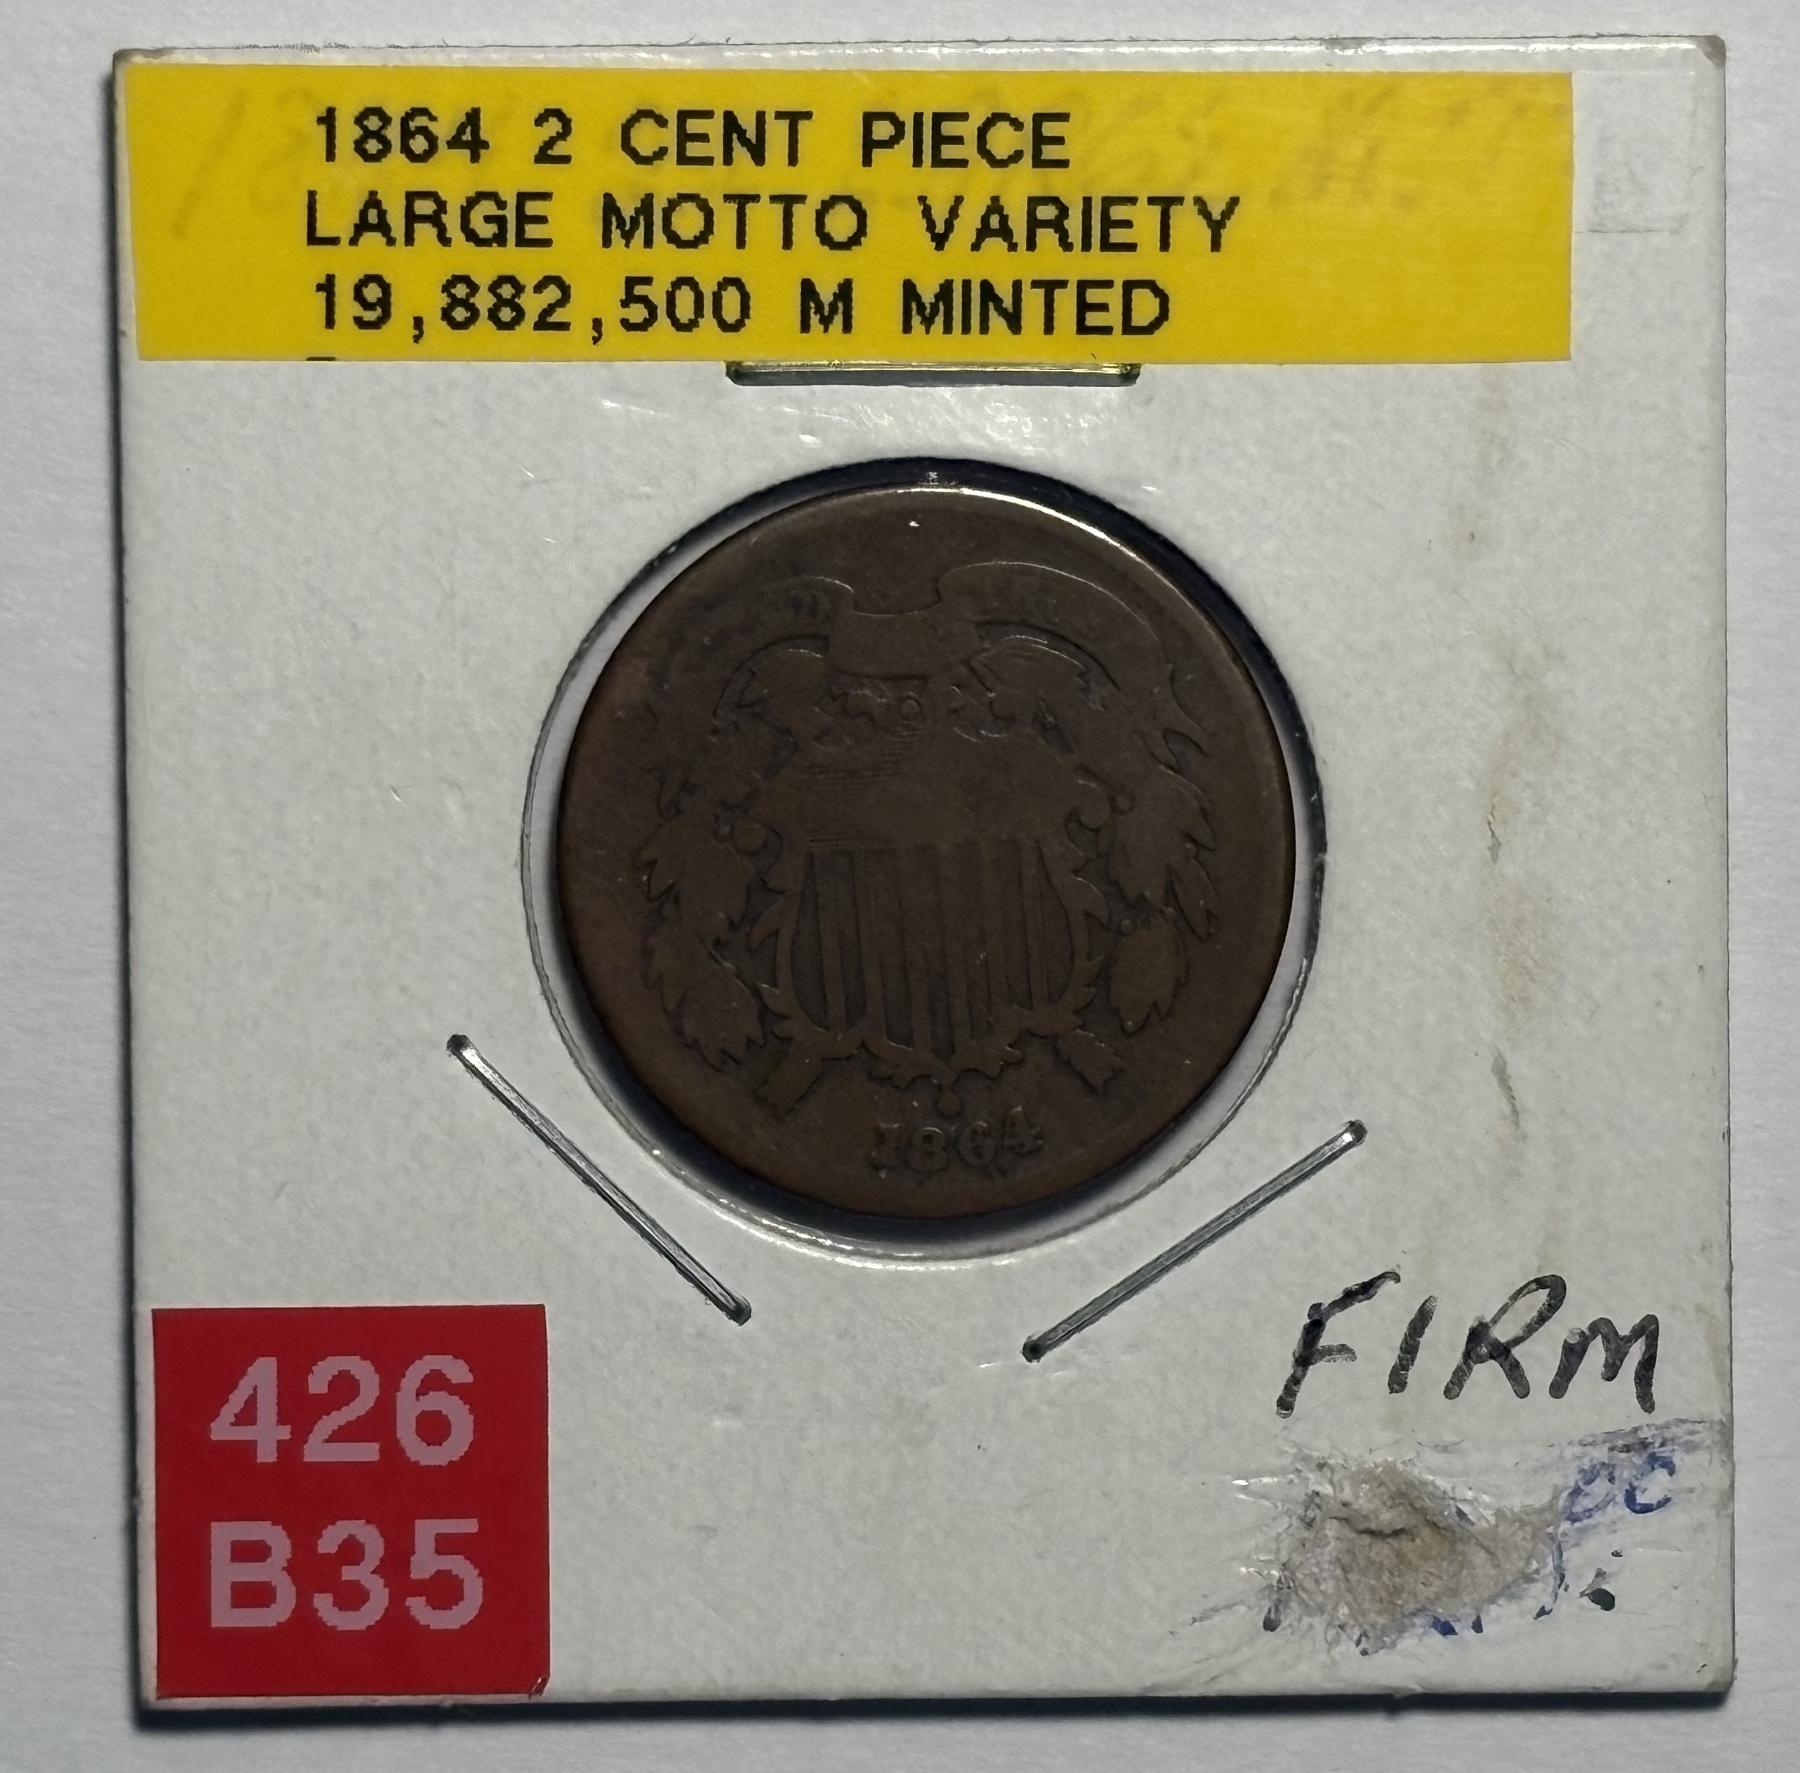 1864 2 CENT PIECE
LARGE MOTTO VARIETY
19,882,500 M MINTED
1864
FIRM
426
B35